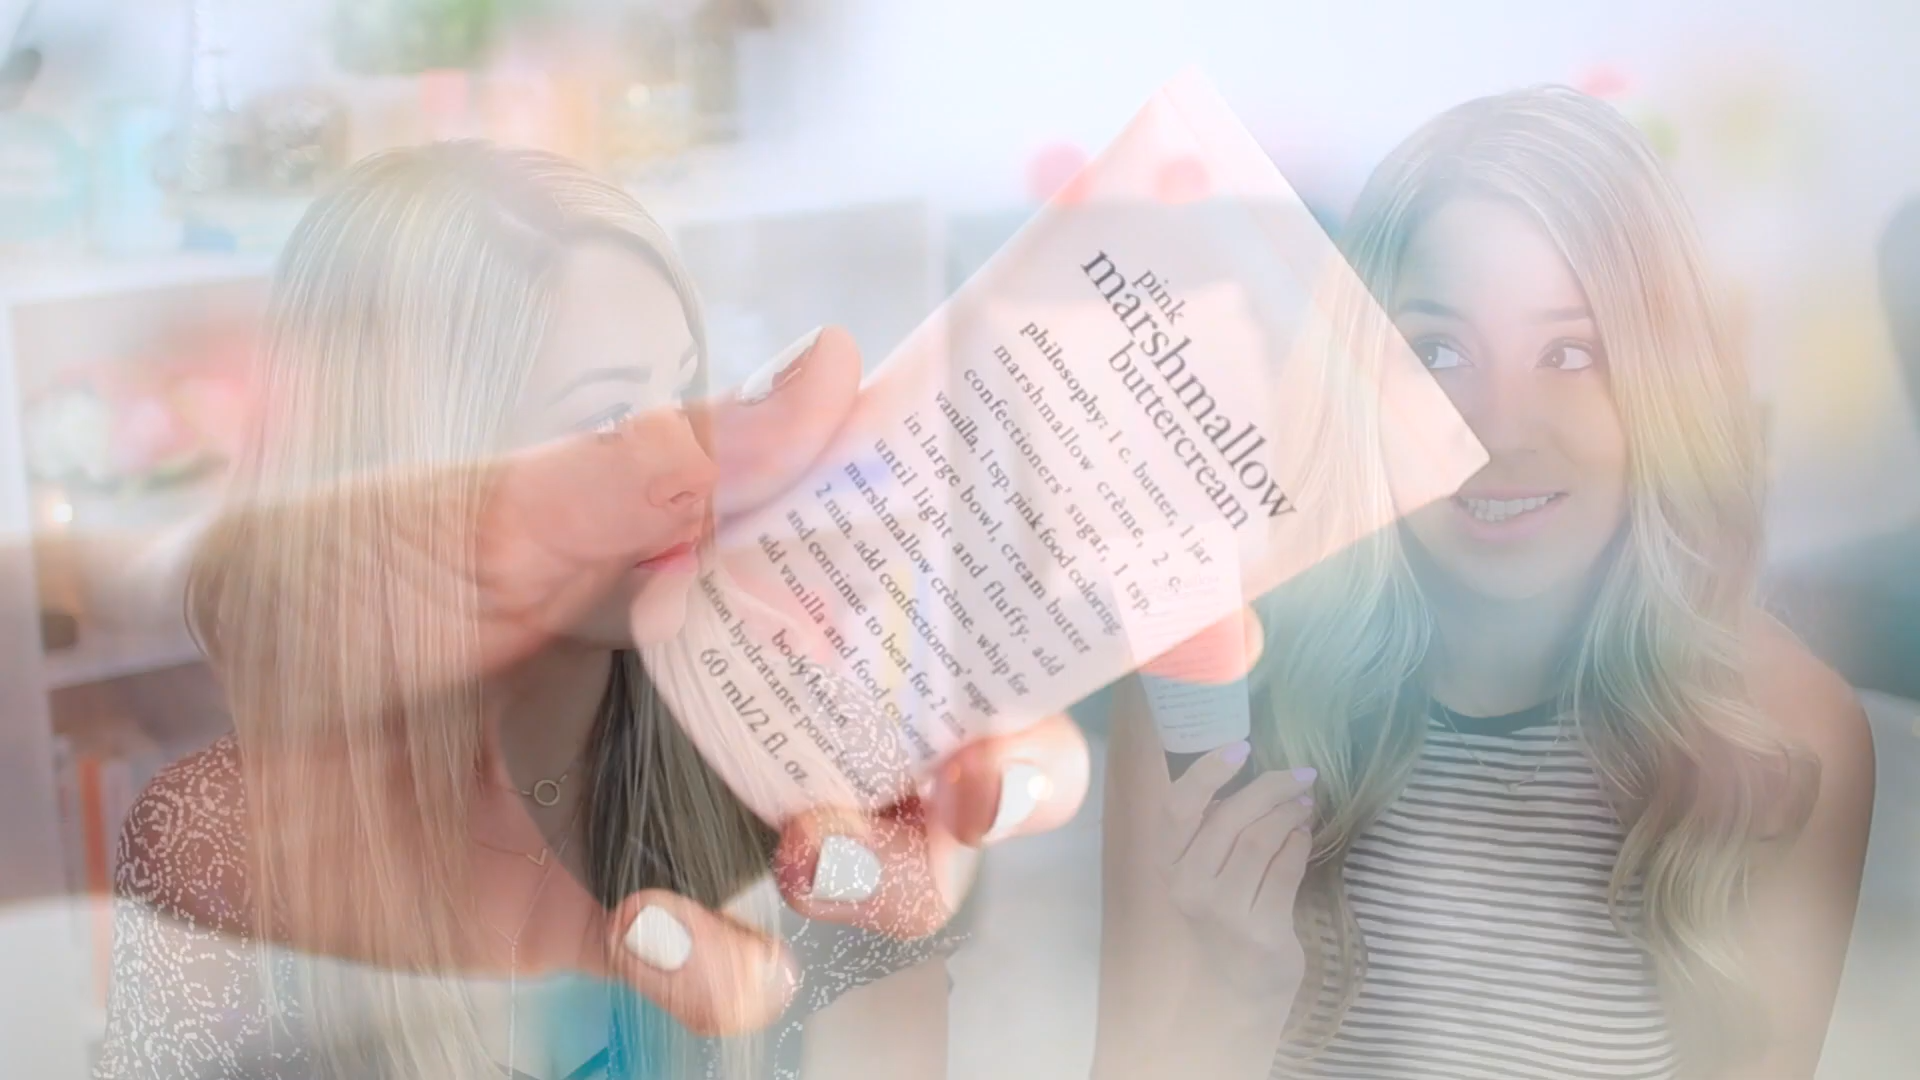 pink
marshmallow
buttercream
philosophy: 1 c. butter, 1 jar
marshmallow crème, 2
confectioners' sugar, 1 tsp.
vanilla, 1 tsp. pink food coloring
in large bowl, cream butter
until light and fluffy. add
marshmallow crème. whip for
2 min. add confectioners' sugar
and continue to beat for 2 min.
add vanilla and food coloring
body lotion
lotion hydratante pour
60 ml/2 fl. oz.